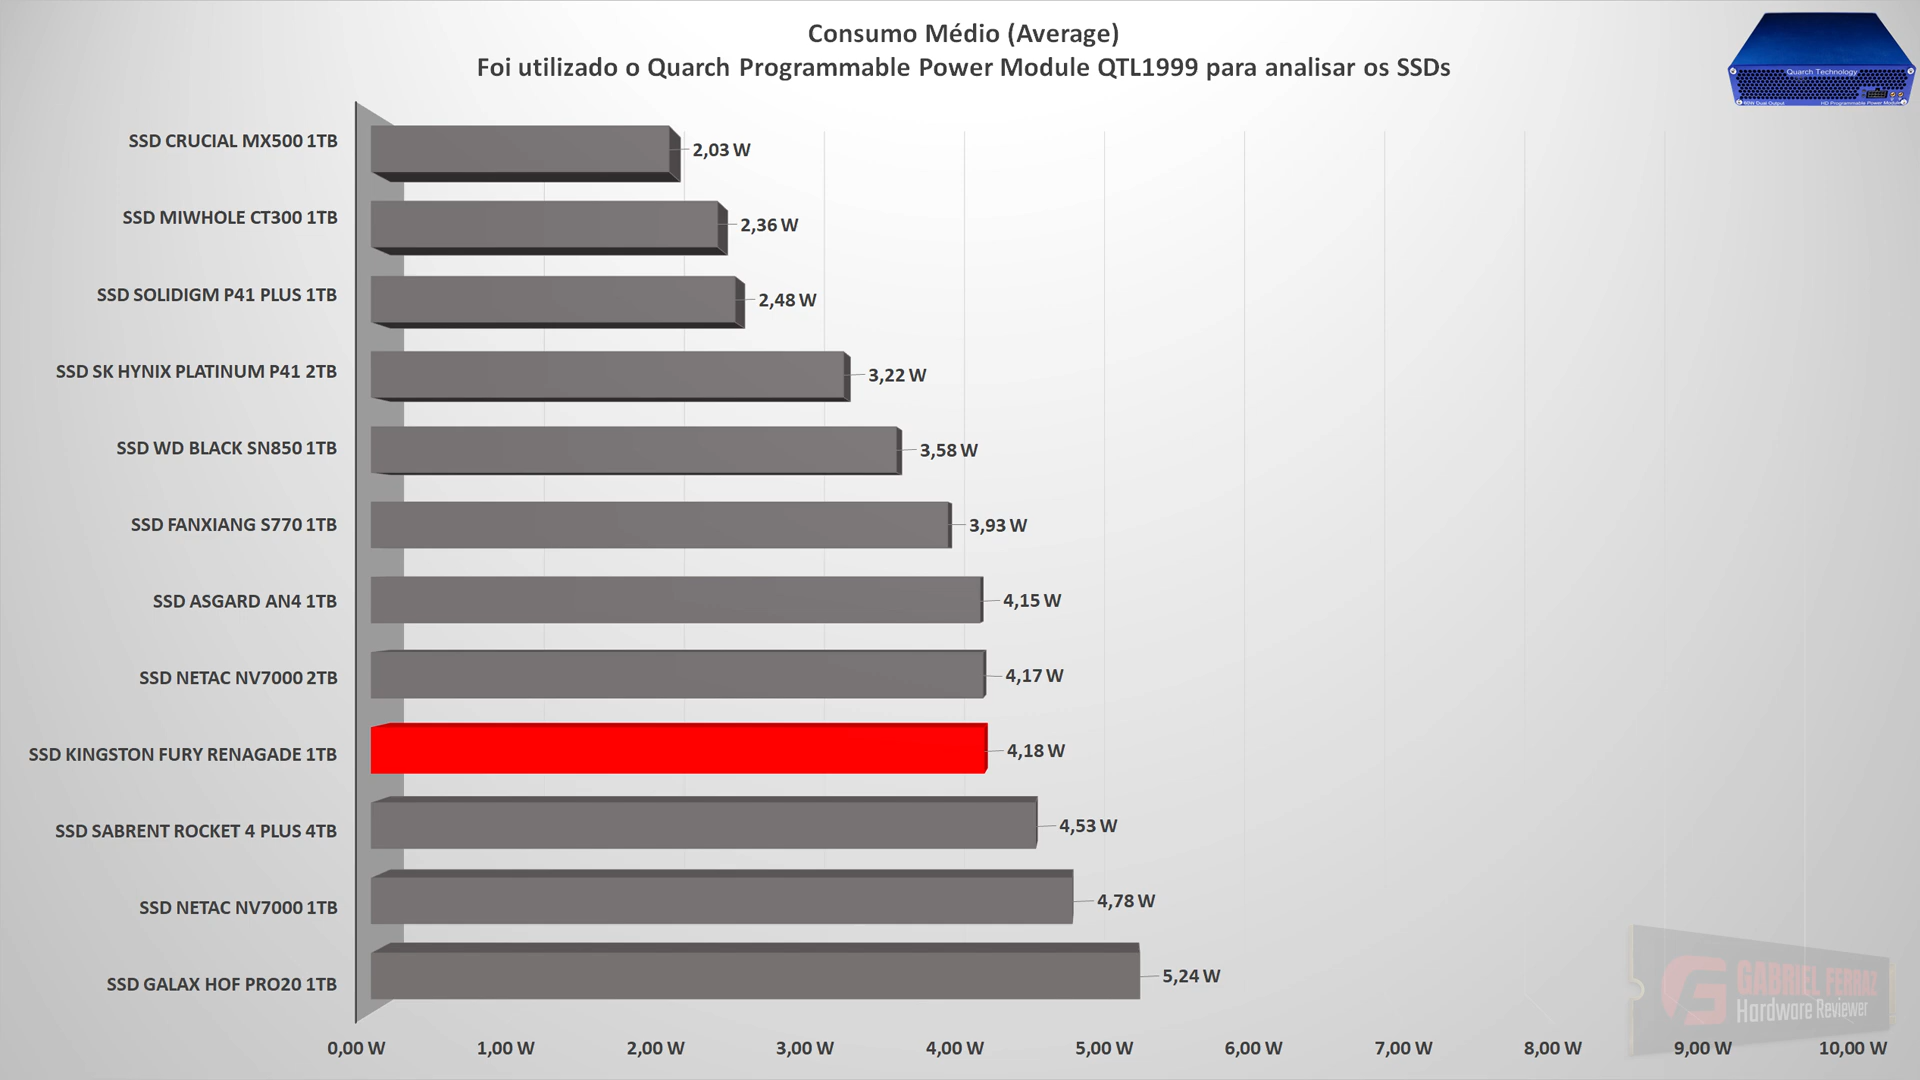 Consumo Médio (Average)
Foi utilizado o Quarch Programmable Power Module QTL1999 para analisar os SSDs
Quarch Technology
HD Programmable Power Module
SSD CRUCIAL MX500 1TB
2,03 W
SSD MIWHOLE CT300 1TB
2,36 W
SSD SOLIDIGM P41 PLUS 1TB
2,48 W
SSD SK HYNIX PLATINUM P41 2TB
3,22 W
SSD WD BLACK SN850 1TB
3,58 W
SSD FANXIANG S770 1TB
3,93 W
SSD ASGARD AN4 1TB
4,15 W
SSD NETAC NV7000 2TB
4,17 W
SSD KINGSTON FURY RENAGADE 1TB
4,18 W
SSD SABRENT ROCKET 4 PLUS 4TB
4,53 W
SSD NETAC NV7000 1TB
4,78 W
SSD GALAX HOF PRO20 1TB
5,24 W
GABRIEL FERRAZ
Hardware Reviewer
0,00 W 1,00 W 2,00 W 3,00 W 4,00 W 5,00 W 6,00 W 7,00 W 8,00 W 9,00 W 10,00 W